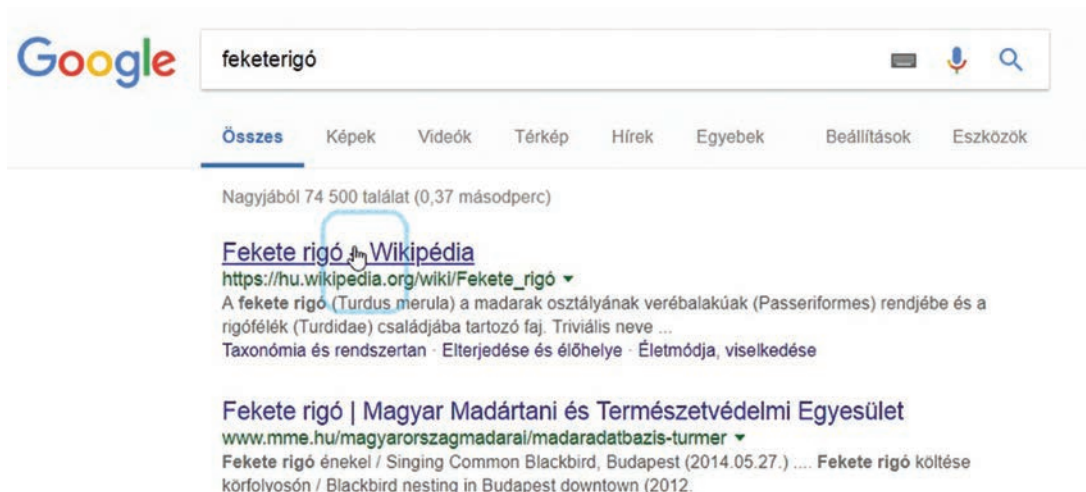 Google
feketerigó
Összes Képek Videók Térkép Hírek Egyebek Beállítások Eszközök
Nagyjából 74 500 találat (0,37 másodperc)
Fekete rigó - Wikipédia
https://hu.wikipedia.org/wiki/Fekete_rigó
A fekete rigó (Turdus merula) a madarak osztályának verébalakúak (Passeriformes) rendjébe és a
rigófélék (Turdidae) családjába tartozó faj. Triviális neve ...
Taxonómia és rendszertan · Elterjedése és élőhelye · Életmódja, viselkedése
Fekete rigó | Magyar Madártani és Természetvédelmi Egyesület
www.mme.hu/magyarorszagmadarai/madaradatbazis-turmer
Fekete rigó énekel / Singing Common Blackbird, Budapest (2014.05.27.) .... Fekete rigó költése
körfolyosón / Blackbird nesting in Budapest downtown (2012.